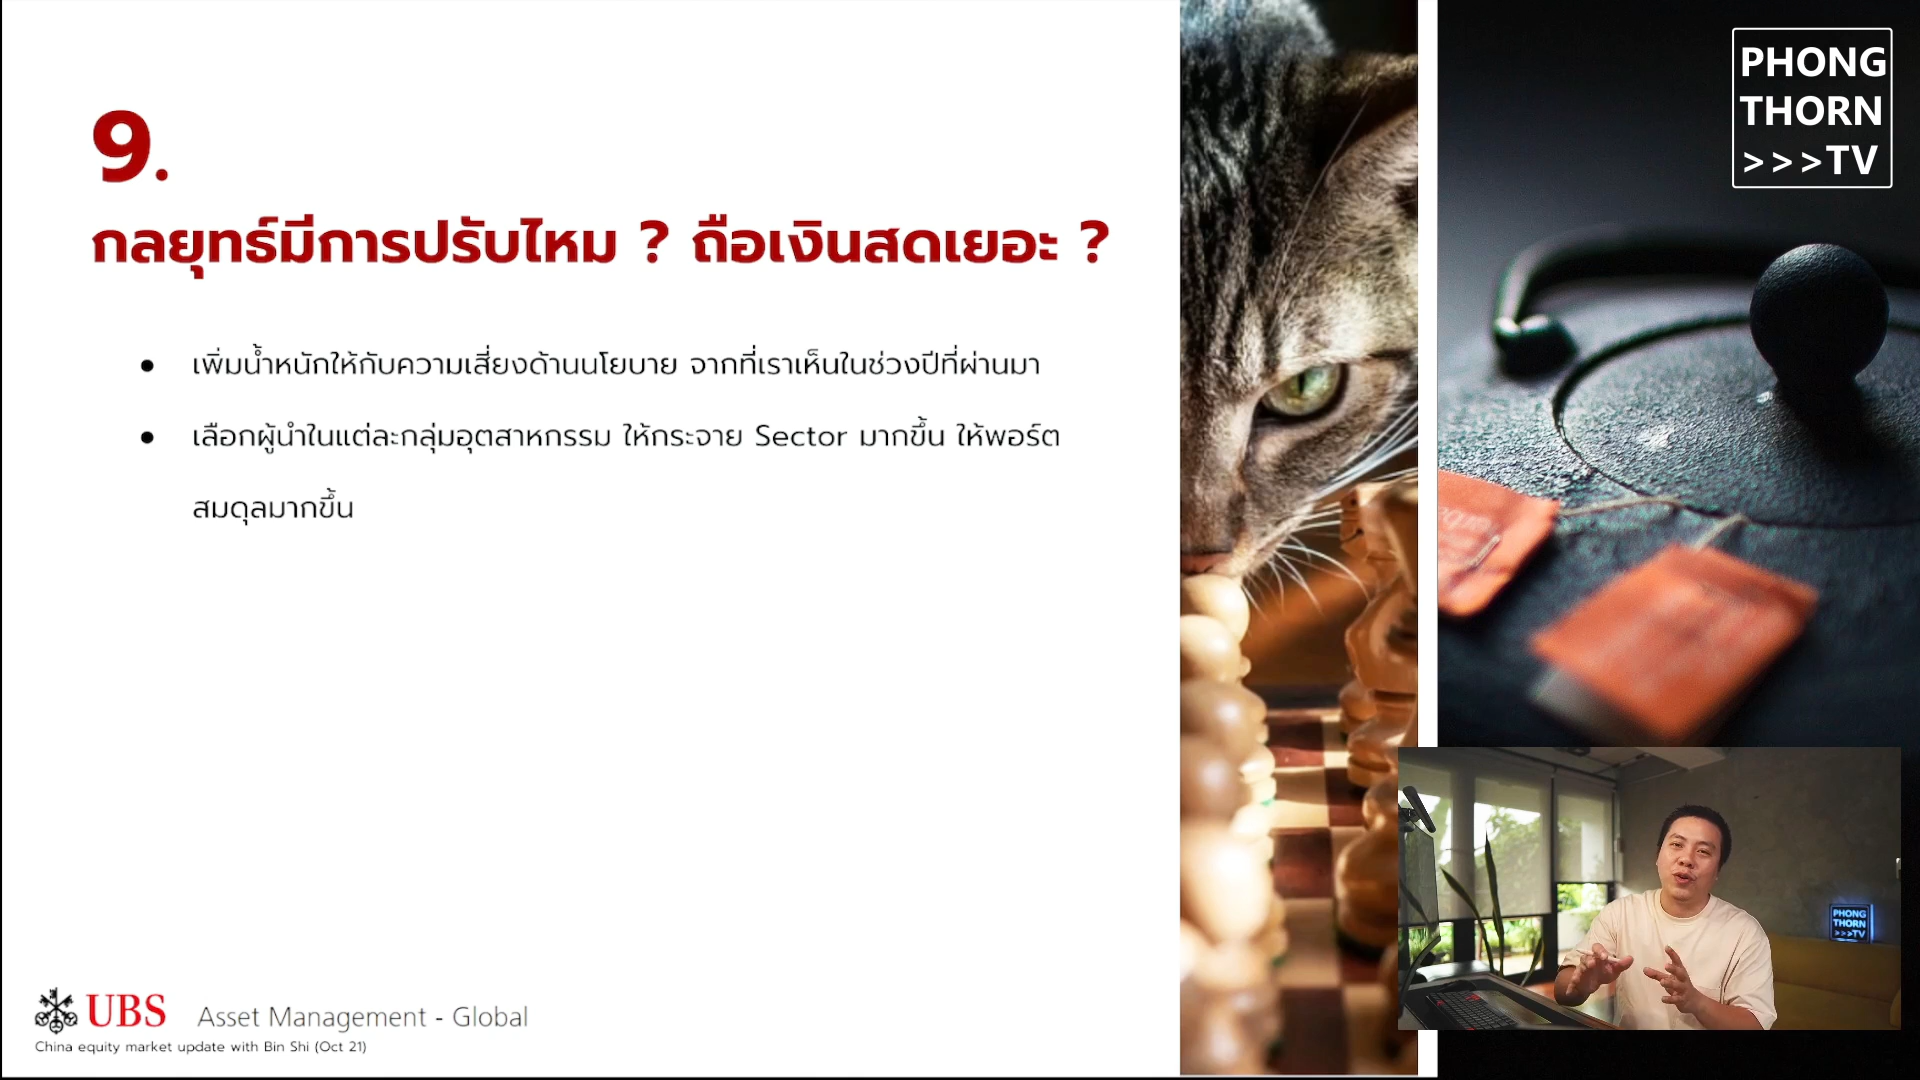 9.
กลยุทธ์มีการปรับไหม ? ถือเงินสดเยอะ ?
● เพิ่มน้ำหนักให้กับความเสี่ยงด้านนโยบาย จากที่เราเห็นในช่วงปีที่ผ่านมา
● เลือกผู้นำในแต่ละกลุ่มอุตสาหกรรม ให้กระจาย Sector มากขึ้น ให้พอร์ต
สมดุลมากขึ้น
UBS Asset Management - Global
China equity market update with Bin Shi (Oct 21)
PHONG
THORN
>>>TV
PHONG
THORN
>>>TV